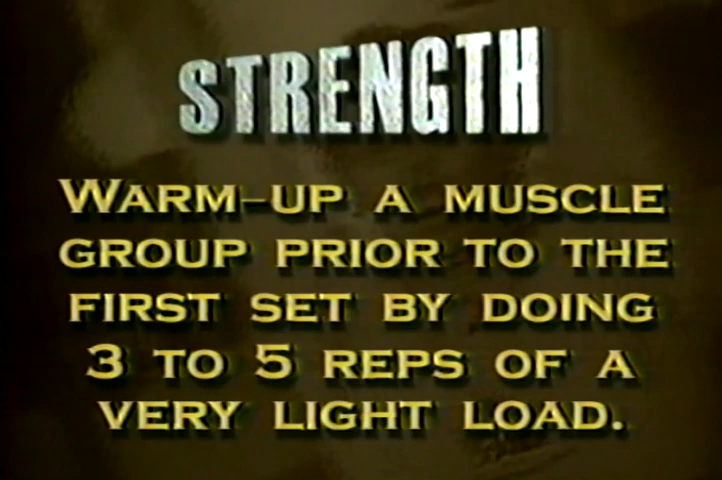 STRENGTH
WARM-UP A MUSCLE
GROUP PRIOR TO THE
FIRST SET BY DOING
3 TO 5 REPS OF A
VERY LIGHT LOAD.